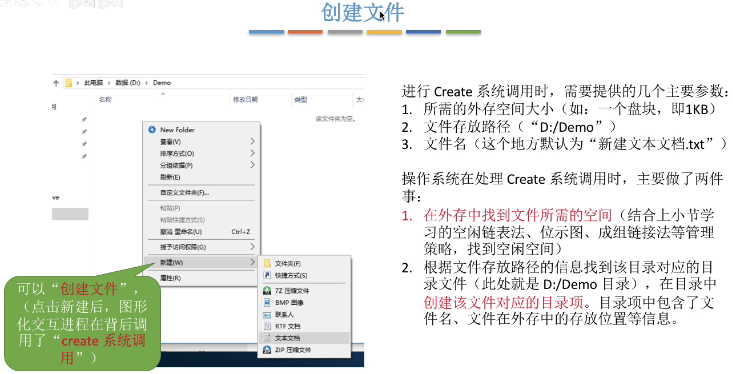 创建文件
此电脑 > 数据 (D:) > Demo
名称
修改日期
类型
大
该文件夹为空。
New Folder
查看(V)
排序方式(O)
分组依据(P)
刷新(E)
自定义文件夹(F)...
粘贴(P)
粘贴快捷方式(S)
撤消 重命名(U) Ctrl+Z
授予访问权限(G)
新建(W)
属性(R)
文件夹(F)
快捷方式(S)
7Z 压缩文件
BMP 图像
联系人
RTF 文档
文本文档
ZIP 压缩文件
ve
可以“创建文件”，
（点击新建后，图形
化交互进程在背后调
用了“create 系统调
用”）
进行 Create 系统调用时，需要提供的几个主要参数：
1. 所需的外存空间大小（如：一个盘块，即1KB）
2. 文件存放路径（“D:/Demo”）
3. 文件名（这个地方默认为“新建文本文档.txt”）
操作系统在处理 Create 系统调用时，主要做了两件
事：
1. 在外存中找到文件所需的空间（结合上小节学
习的空闲链表法、位示图、成组链接法等管理
策略，找到空闲空间）
2. 根据文件存放路径的信息找到该目录对应的目
录文件（此处就是 D:/Demo 目录），在目录中
创建该文件对应的目录项。目录项中包含了文
件名、文件在外存中的存放位置等信息。